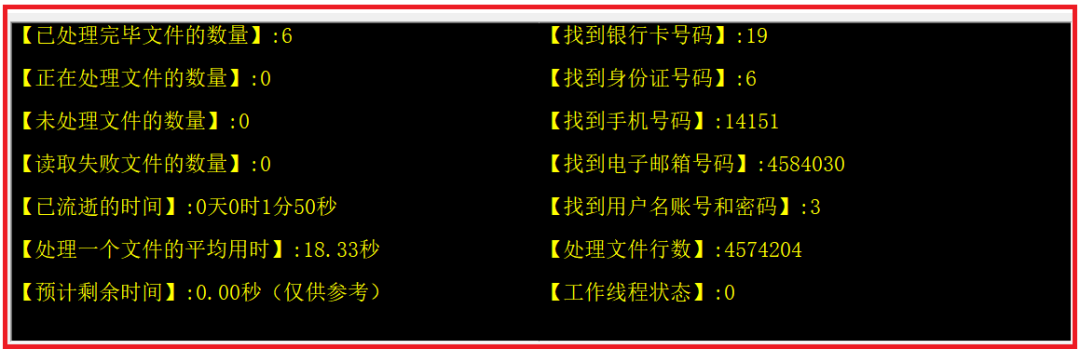 【已处理完毕文件的数量】:6
【找到银行卡号码】:19
【正在处理文件的数量】:0
【找到身份证号码】:6
【未处理文件的数量】:0
【找到手机号码】:14151
【读取失败文件的数量】:0
【找到电子邮箱号码】:4584030
【已流逝的时间】:0天0时1分50秒
【找到用户名账号和密码】:3
【处理一个文件的平均用时】:18.33秒
【处理文件行数】:4574204
【预计剩余时间】:0.00秒（仅供参考）
【工作线程状态】:0